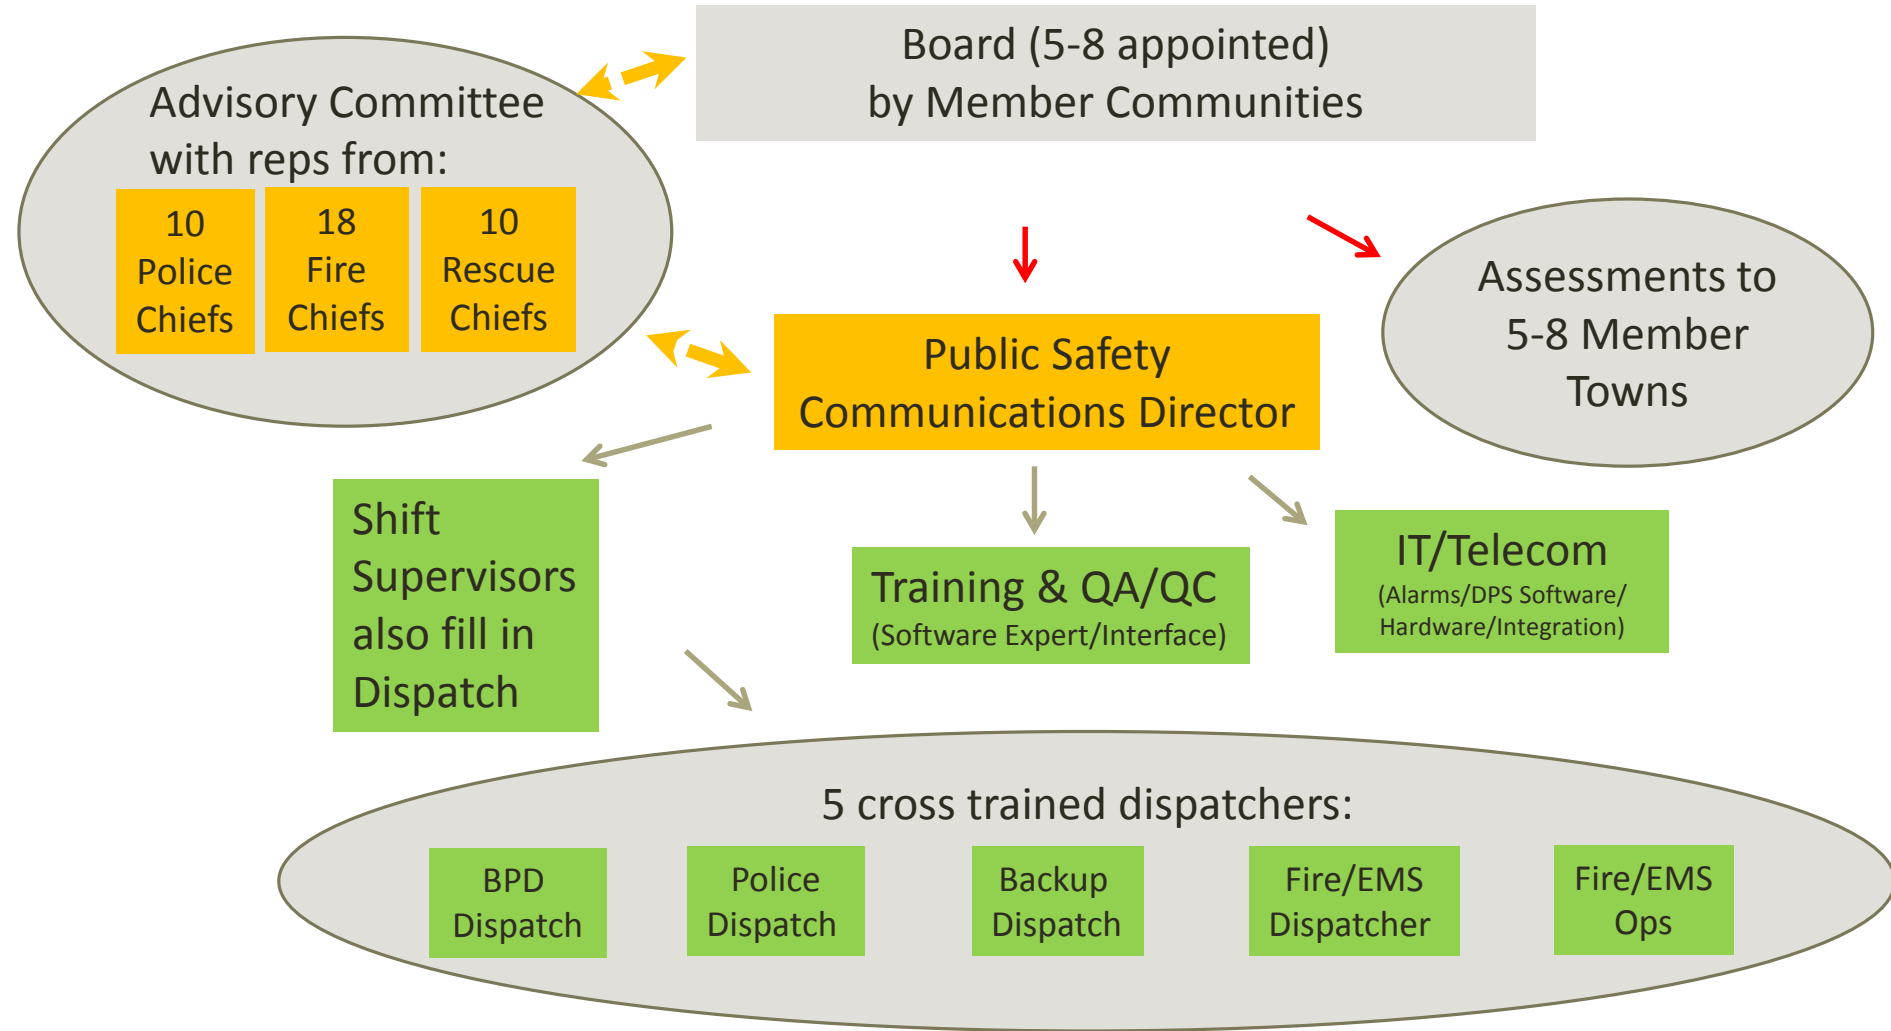 Board (5-8 appointed)
by Member Communities
Advisory Committee
with reps from:
10
Police
Chiefs
18
Fire
Chiefs
10
Rescue
Chiefs
Assessments to
5-8 Member
Towns
Public Safety
Communications Director
Shift
Supervisors
also fill in
Dispatch
Training & QA/QC
(Software Expert/Interface)
IT/Telecom
(Alarms/DPS Software/
Hardware/Integration)
5 cross trained dispatchers:
BPD
Dispatch
Police
Dispatch
Backup
Dispatch
Fire/EMS
Dispatcher
Fire/EMS
Ops